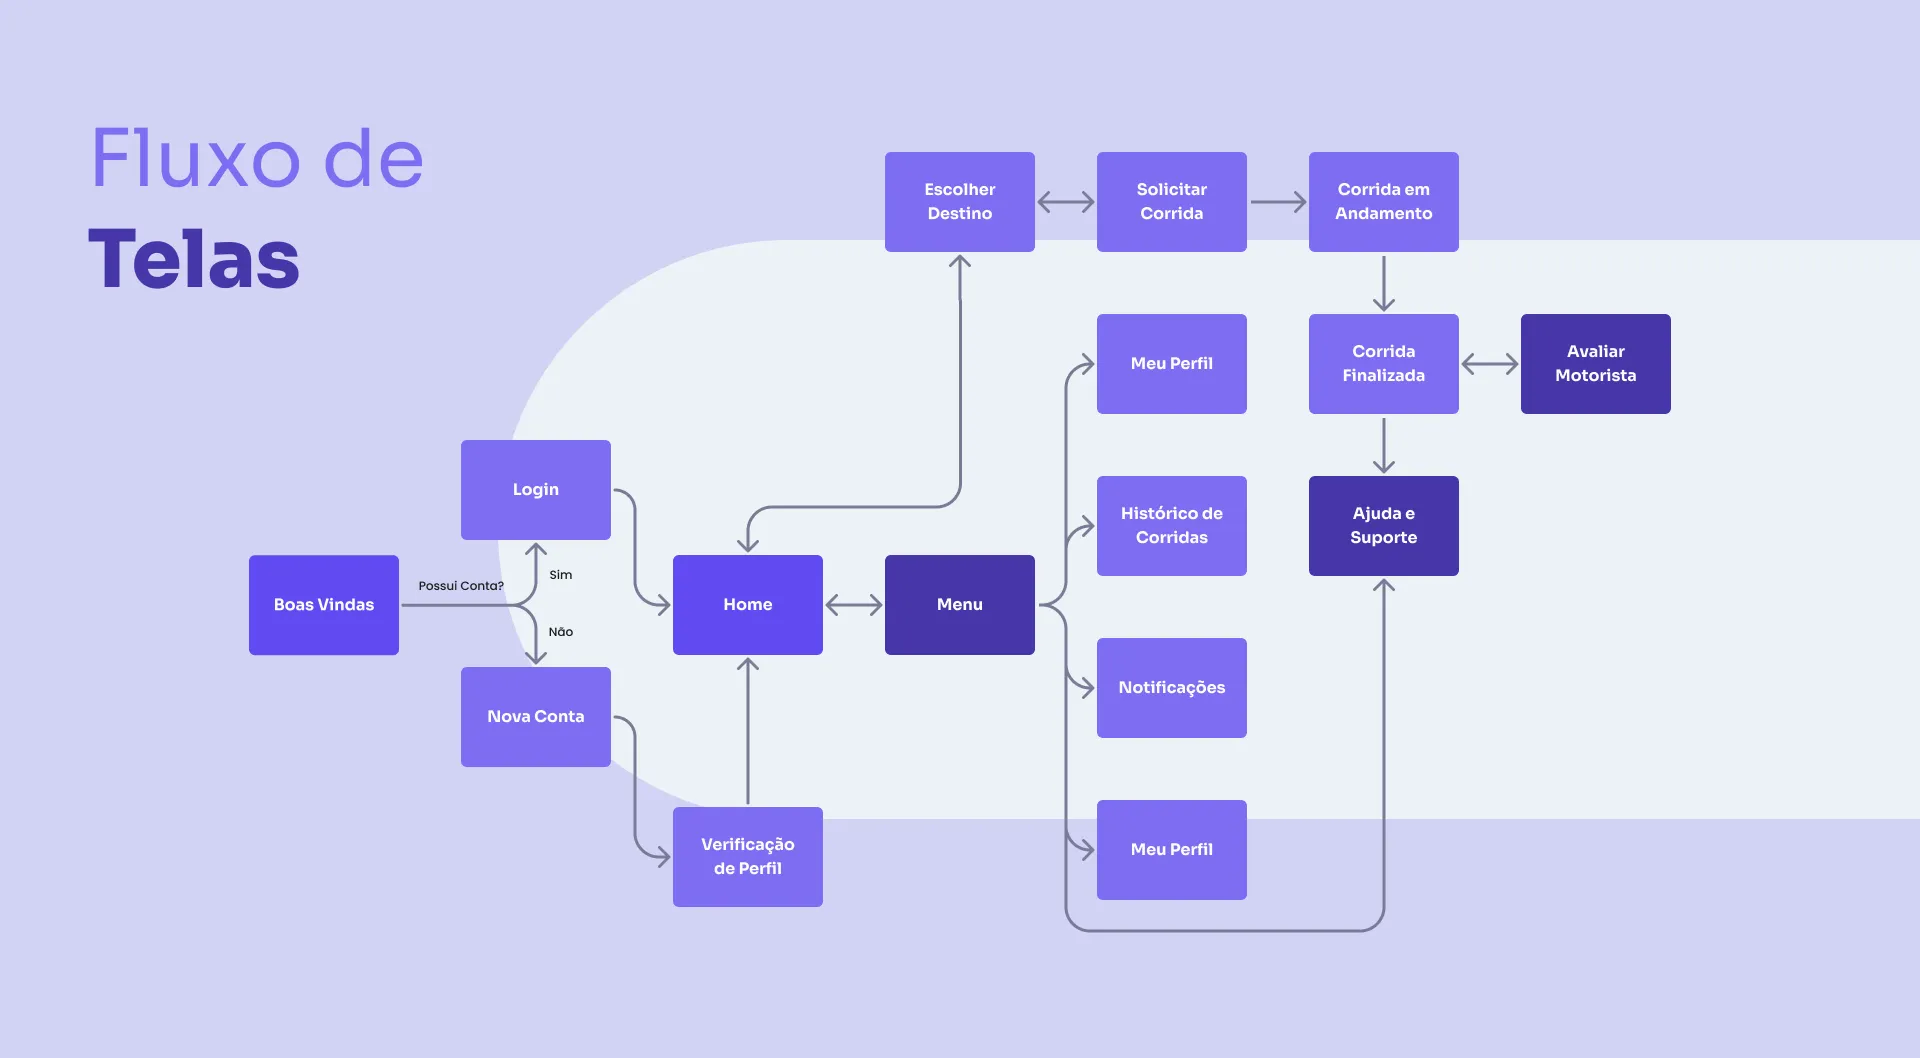 Fluxo de
Telas
Escolher
Destino
Solicitar
Corrida
Corrida em
Andamento
Meu Perfil
Corrida
Finalizada
Avaliar
Motorista
Login
Histórico de
Corridas
Ajuda e
Suporte
Boas Vindas
Possui Conta?
Sim
Não
Home
Menu
Nova Conta
Notificações
Verificação
de Perfil
Meu Perfil